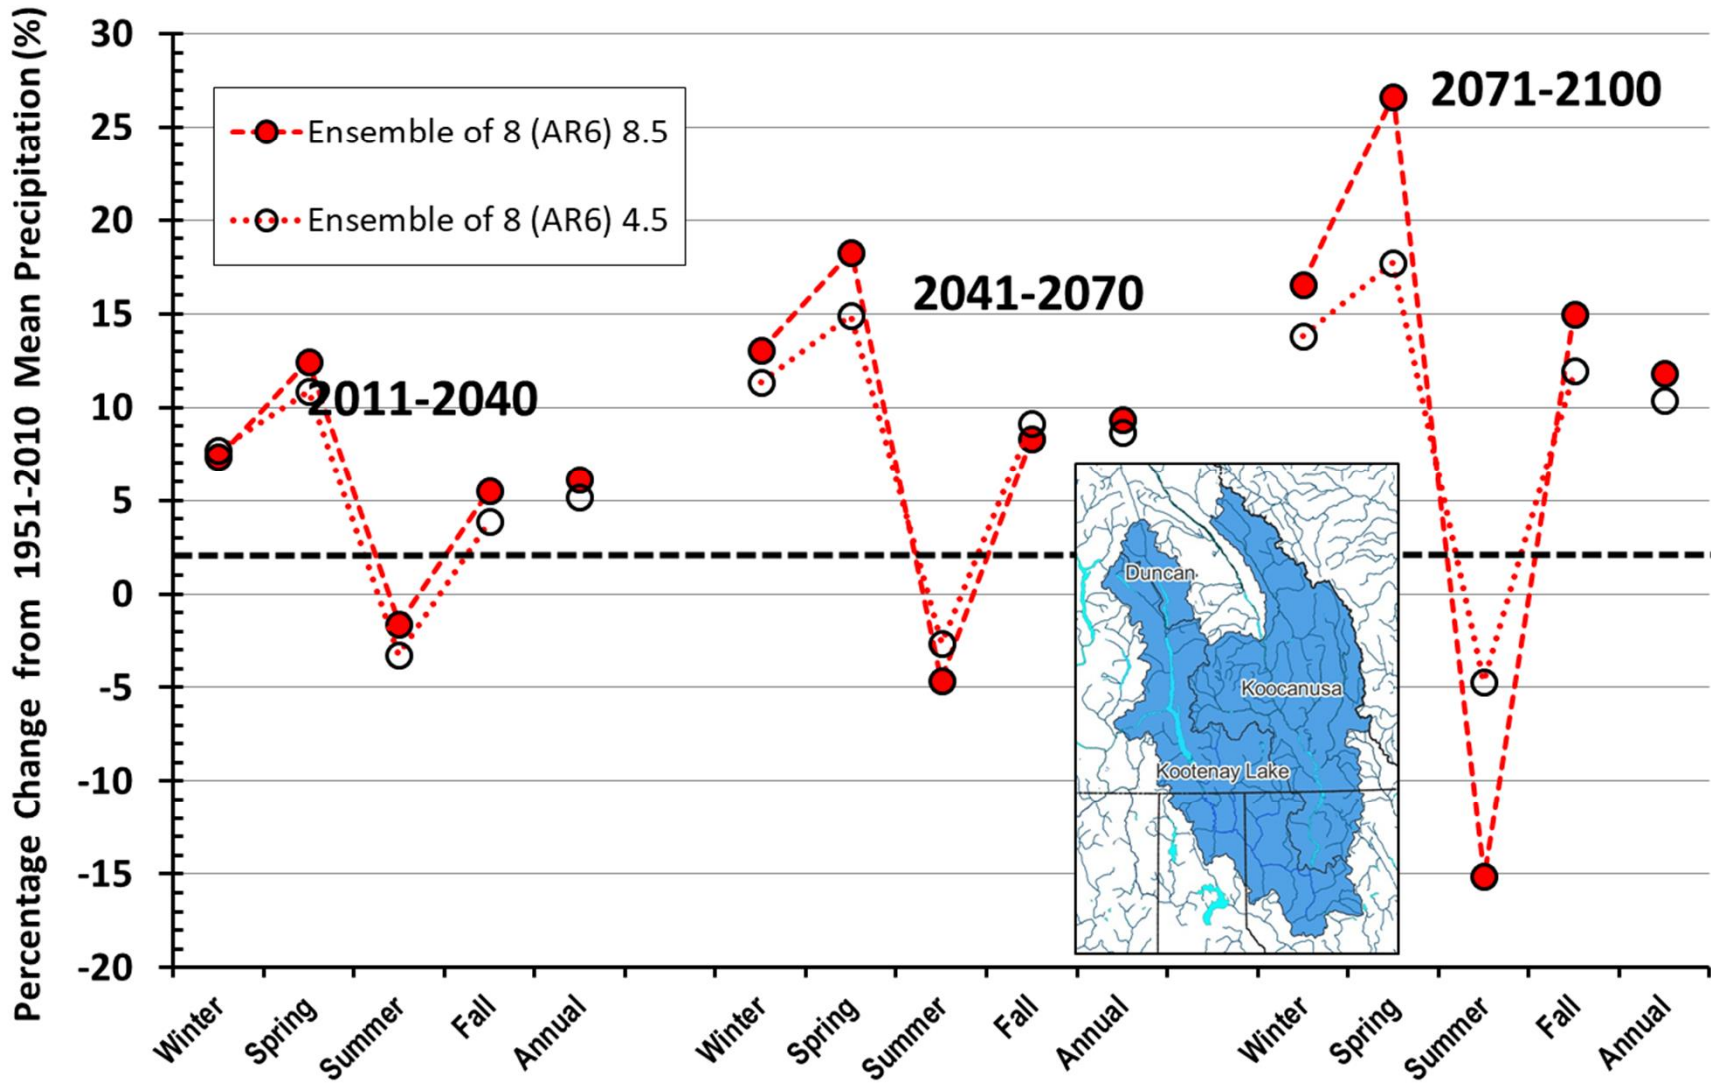 Percentage Change from 1951-2010 Mean Precipitation (%)
30
25
20
15
10
5
0
-5
-10
-15
-20
Ensemble of 8 (AR6) 8.5
Ensemble of 8 (AR6) 4.5
2011-2040
2041-2070
2071-2100
Duncan
Koocanusa
Kootenay Lake
Winter
Spring
Summer
Fall
Annual
Winter
Spring
Summer
Fall
Annual
Winter
Spring
Summer
Fall
Annual